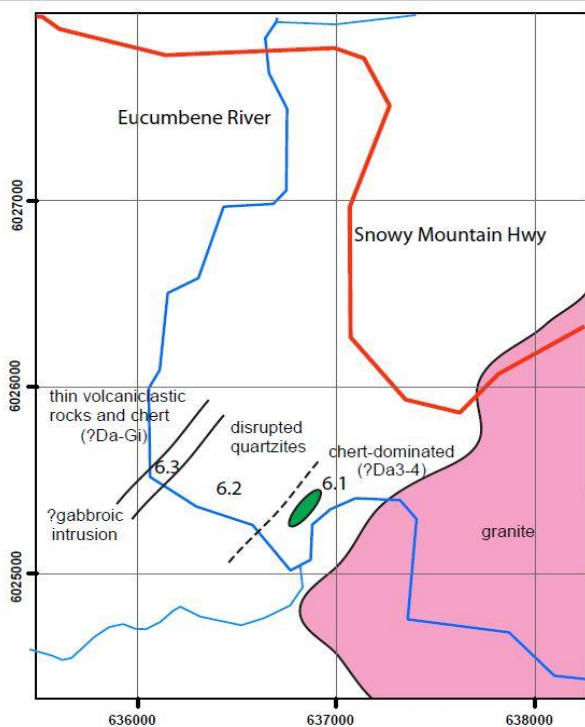 Eucumbene River
6027000
Snowy Mountain Hwy
6026000
thin volcaniclastic
rocks and chert
(?Da-Gi)
disrupted
quartzites
chert-dominated
(?Da3-4)
6.3
6.2
6.1
?gabbroic
intrusion
granite
6025000
636000
637000
638000